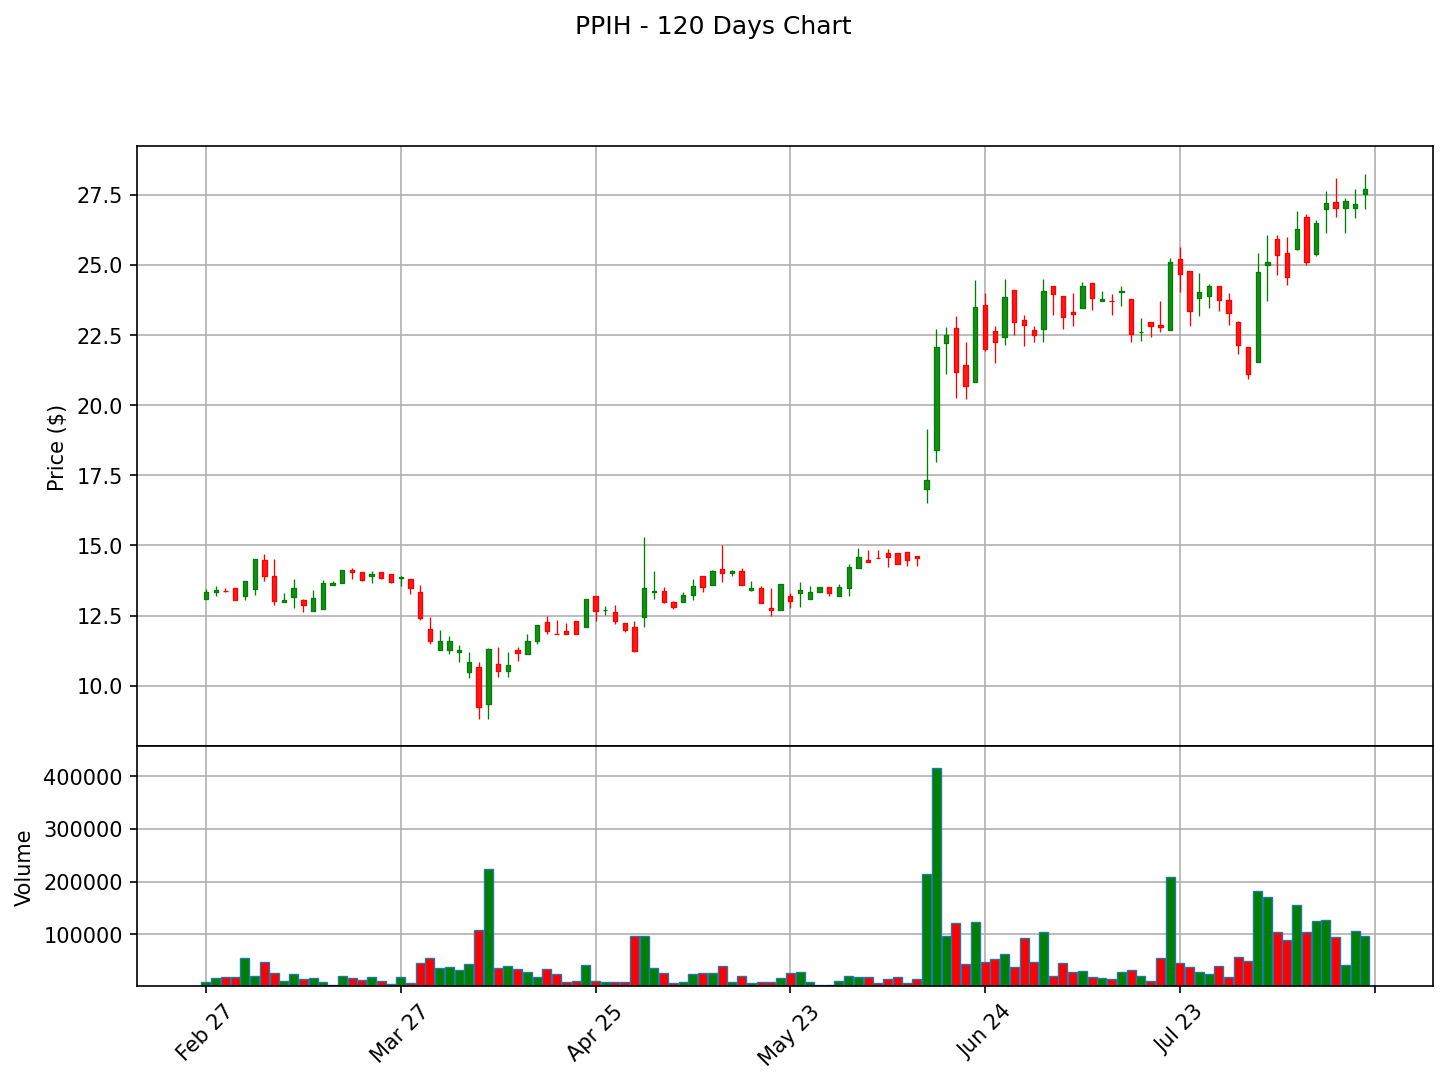 PPIH - 120 Days Chart
Price ($)
27.5
25.0
22.5
20.0
17.5
15.0
12.5
10.0
Volume
400000
300000
200000
100000
Feb 27
Mar 27
Apr 25
May 23
Jun 24
Jul 23